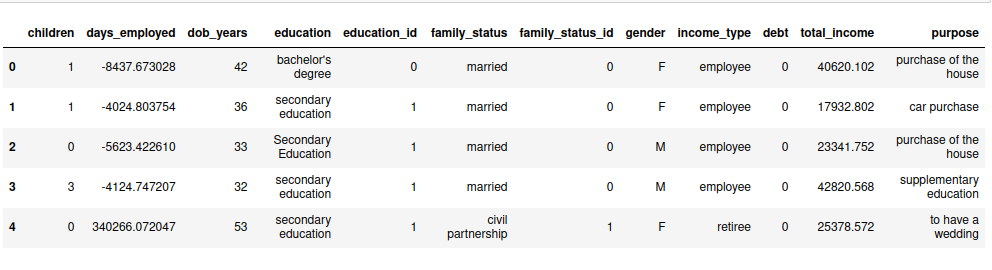 children days_employed dob_years education education_id family_status family_status_id gender income_type debt total_income purpose
0 1 -8437.673028 42 bachelor's degree 0 married 0 F employee 0 40620.102 purchase of the house
1 1 -4024.803754 36 secondary education 1 married 0 F employee 0 17932.802 car purchase
2 0 -5623.422610 33 Secondary Education 1 married 0 M employee 0 23341.752 purchase of the house
3 3 -4124.747207 32 secondary education 1 married 0 M employee 0 42820.568 supplementary education
4 0 340266.072047 53 secondary education 1 civil partnership 1 F retiree 0 25378.572 to have a wedding